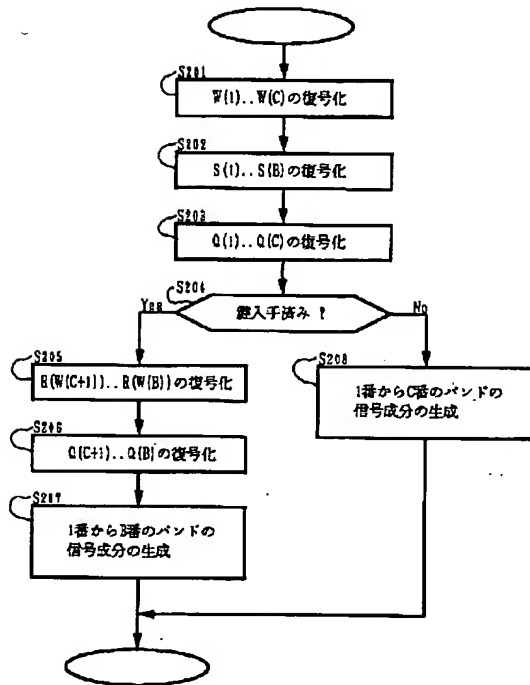 S201
W(1)..W(C)の復号化
S202
S(1)..S(B)の復号化
S203
Q(1)..Q(C)の復号化
S204
鍵入手済み ?
Yes
No
S205
R(W(C+1))..R(W(B))の復号化
S206
Q(C+1)..Q(B)の復号化
S207
1番からB番のバンドの
信号成分の生成
S208
1番からC番のバンドの
信号成分の生成